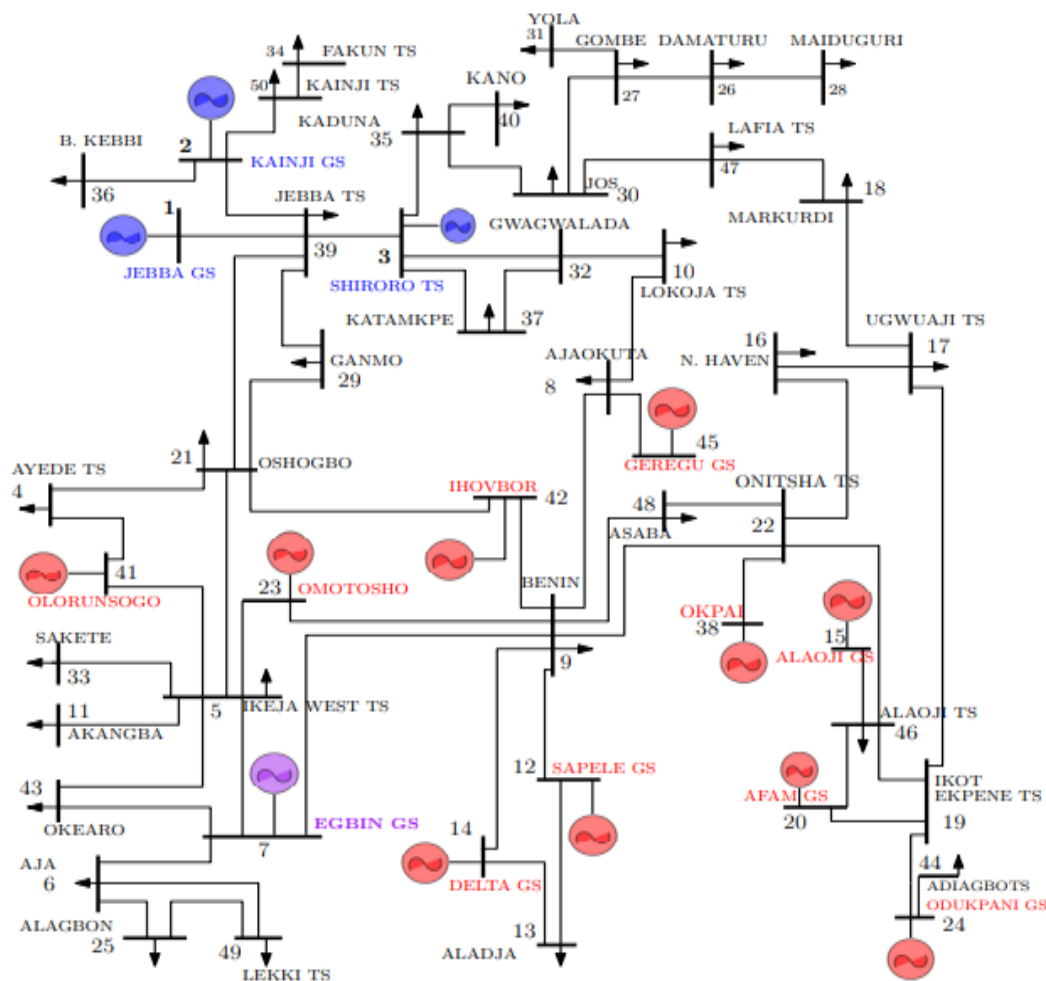 YOLA
31
GOMBE
DAMATURU
MAIDUGURI
27
26
28
34
FAKUN TS
50
KAINJI TS
KANO
KADUNA
35
40
LAFIA TS
47
B. KEBBI
2
KAINJI GS
36
JOS
30
18
MARKURDI
1
JEBBA TS
JEBBA GS
39
3
SHIRORO TS
GWAGWALADA
32
10
LOKOJA TS
KATAMKPE
37
UGWUAJI TS
17
16
N. HAVEN
AJAOKUTA
8
GANMO
29
45
GEREGU GS
21
OSHOGBO
AYEDE TS
4
IHOVBOR
42
ONITSHA TS
22
48
ASABA
41
OLORUNSOGO
23
OMOTOSHO
BENIN
9
OKPAI
38
15
ALAOJI GS
SAKETE
33
5
IKEJA WEST TS
11
AKANGBA
ALAOJI TS
46
12
SAPELE GS
43
OKEARO
AFAM GS
20
IKOT
EKPENE TS
19
EGBIN GS
7
14
DELTA GS
AJA
6
44
ADIAGBOTS
ODUKPANI GS
24
ALAGBON
25
49
LEKKI TS
13
ALADJA